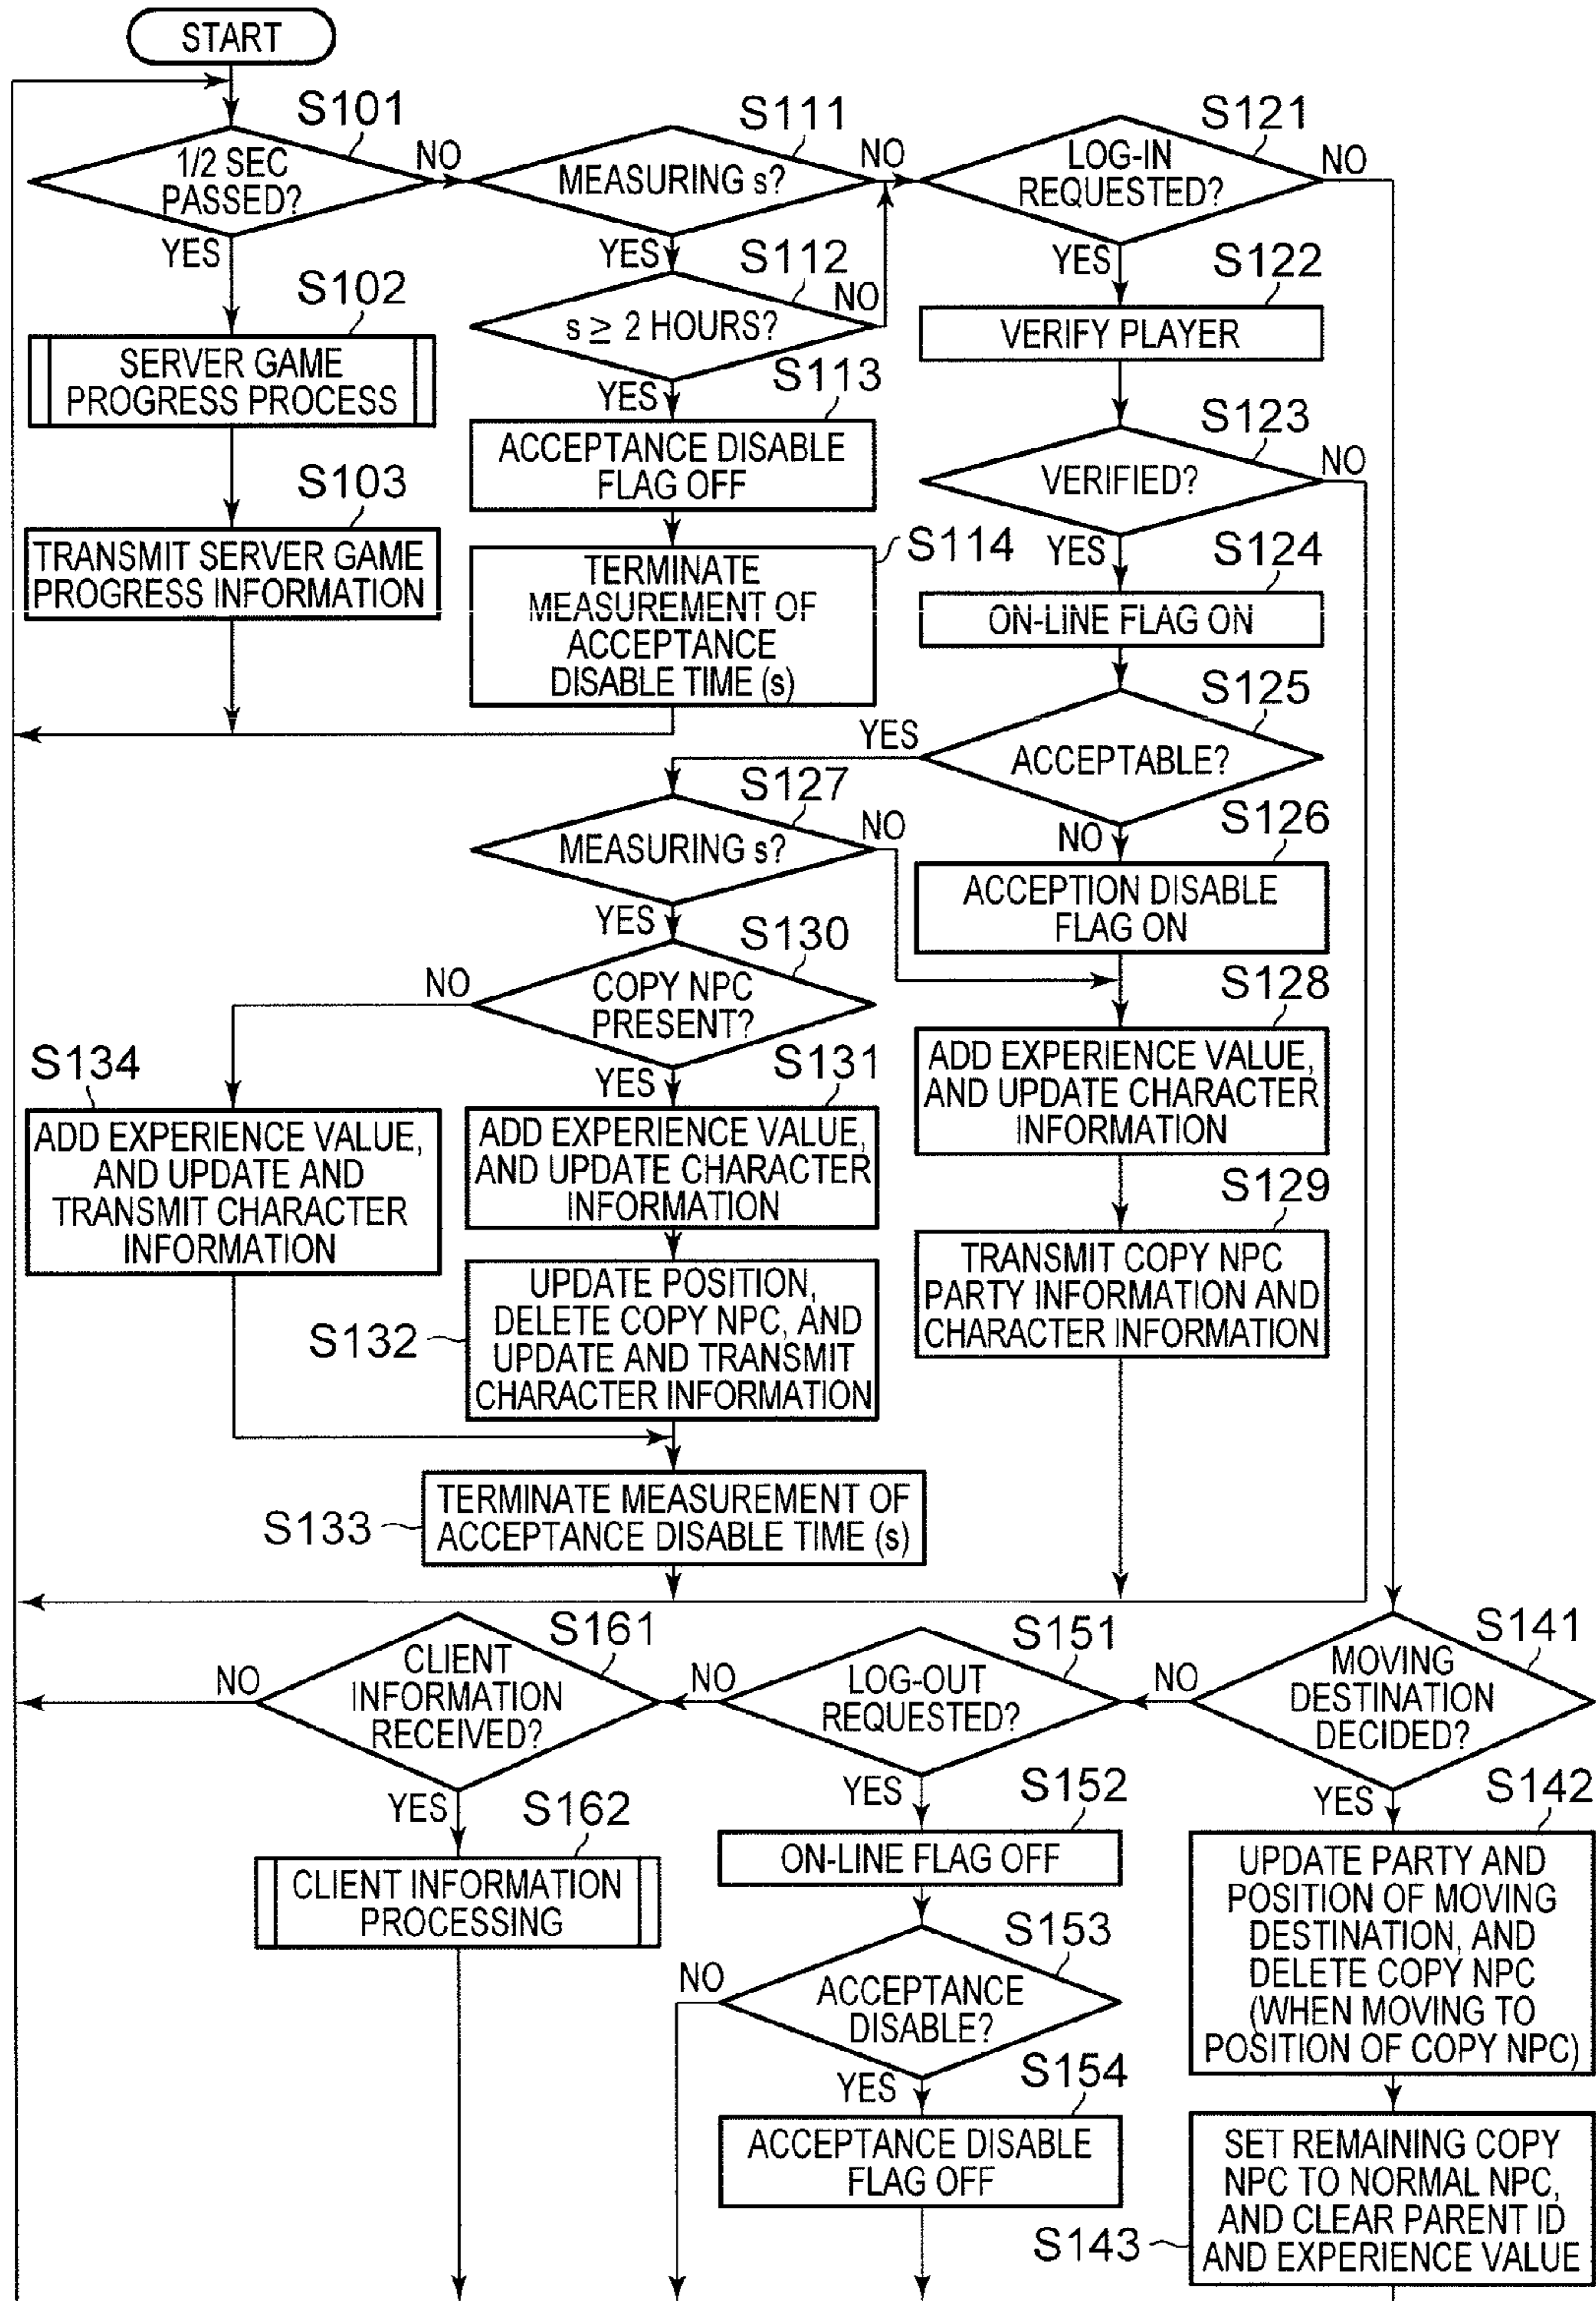 START
S101
1/2 SEC
PASSED?
NO
YES
S102
SERVER GAME
PROGRESS PROCESS
S103
TRANSMIT SERVER GAME
PROGRESS INFORMATION
S111
MEASURING s?
NO
YES
S112
s ≥ 2 HOURS?
NO
YES
S113
ACCEPTANCE DISABLE
FLAG OFF
S114
TERMINATE
MEASUREMENT OF
ACCEPTANCE
DISABLE TIME (s)
S121
LOG-IN
REQUESTED?
NO
YES
S122
VERIFY PLAYER
S123
VERIFIED?
NO
YES
S124
ON-LINE FLAG ON
S125
ACCEPTABLE?
YES
NO
S126
ACCEPTION DISABLE
FLAG ON
S127
MEASURING s?
NO
YES
S128
ADD EXPERIENCE VALUE,
AND UPDATE CHARACTER
INFORMATION
S129
TRANSMIT COPY NPC
PARTY INFORMATION AND
CHARACTER INFORMATION
S130
COPY NPC
PRESENT?
NO
YES
S131
ADD EXPERIENCE VALUE,
AND UPDATE CHARACTER
INFORMATION
S132
UPDATE POSITION,
DELETE COPY NPC, AND
UPDATE AND TRANSMIT
CHARACTER INFORMATION
S134
ADD EXPERIENCE VALUE,
AND UPDATE AND
TRANSMIT CHARACTER
INFORMATION
S133
TERMINATE MEASUREMENT OF
ACCEPTANCE DISABLE TIME (s)
S141
MOVING
DESTINATION
DECIDED?
NO
YES
S142
UPDATE PARTY AND
POSITION OF MOVING
DESTINATION, AND
DELETE COPY NPC
(WHEN MOVING TO
POSITION OF COPY NPC)
S143
SET REMAINING COPY
NPC TO NORMAL NPC,
AND CLEAR PARENT ID
AND EXPERIENCE VALUE
S151
LOG-OUT
REQUESTED?
NO
YES
S152
ON-LINE FLAG OFF
S153
ACCEPTANCE
DISABLE?
NO
YES
S154
ACCEPTANCE DISABLE
FLAG OFF
S161
CLIENT
INFORMATION
RECEIVED?
NO
YES
S162
CLIENT INFORMATION
PROCESSING